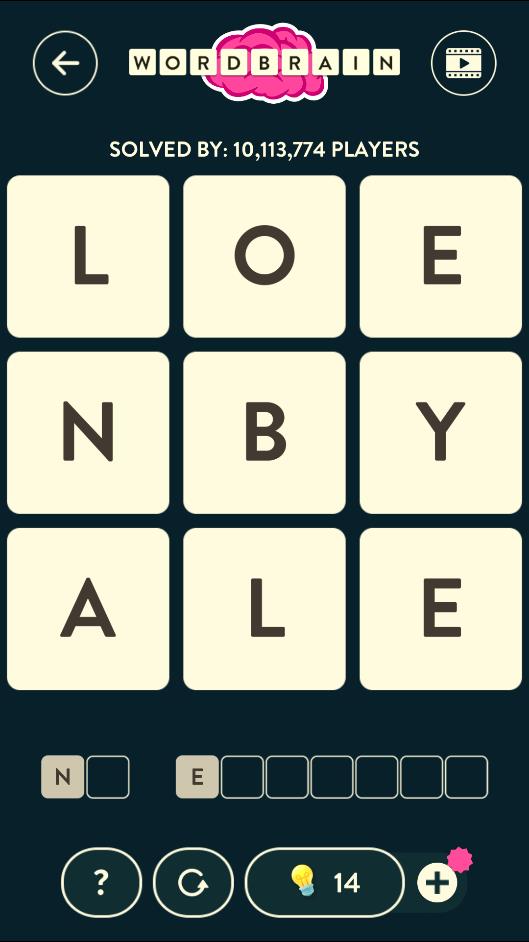 WORDBRAIN
SOLVED BY: 10,113,774 PLAYERS
L O E
N B Y
A L E
N E
? 14 +